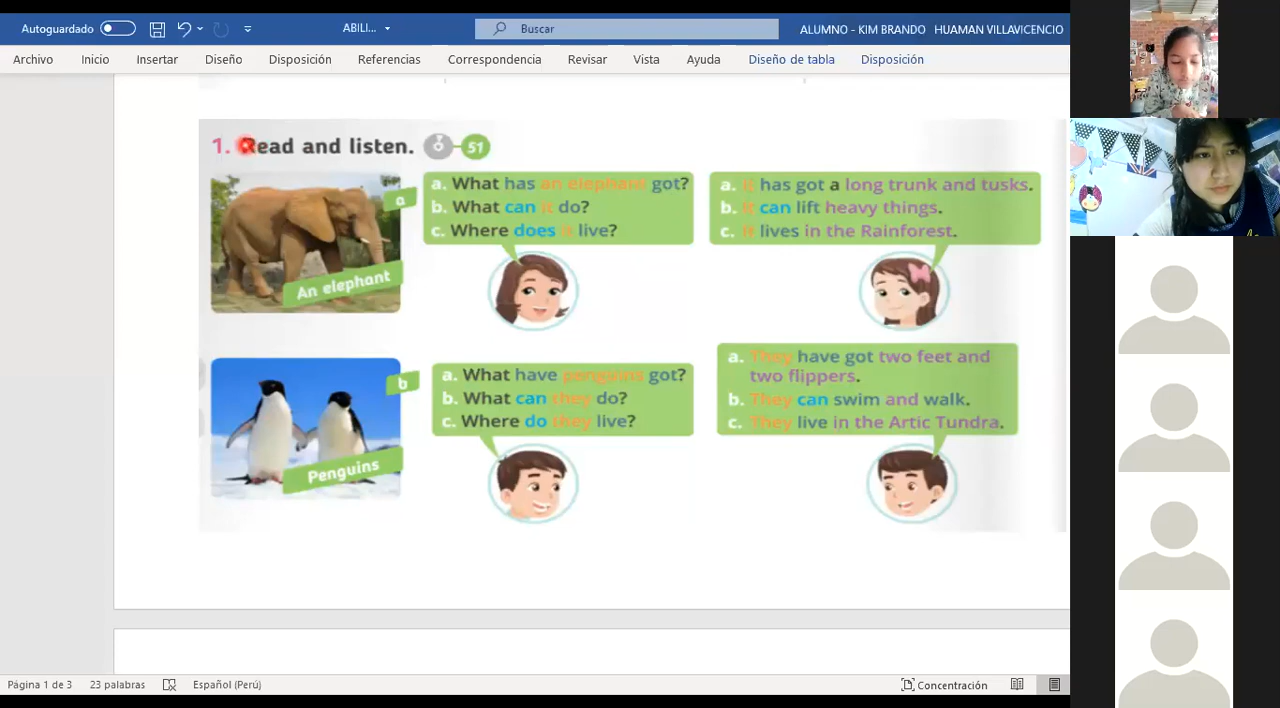 Autoguardado
ABILI...
Buscar
ALUMNO - KIM BRANDO HUAMAN VILLAVICENCIO
Archivo Inicio Insertar Diseño Disposición Referencias Correspondencia Revisar Vista Ayuda Diseño de tabla Disposición
1. Read and listen. 51
a
An elephant
a. What has an elephant got?
b. What can it do?
c. Where does it live?
a. It has got a long trunk and tusks.
b. It can lift heavy things.
c. It lives in the Rainforest.
b
Penguins
a. What have penguins got?
b. What can they do?
c. Where do they live?
a. They have got two feet and
two flippers.
b. They can swim and walk.
c. They live in the Artic Tundra.
Página 1 de 3 23 palabras Español (Perú) Concentración